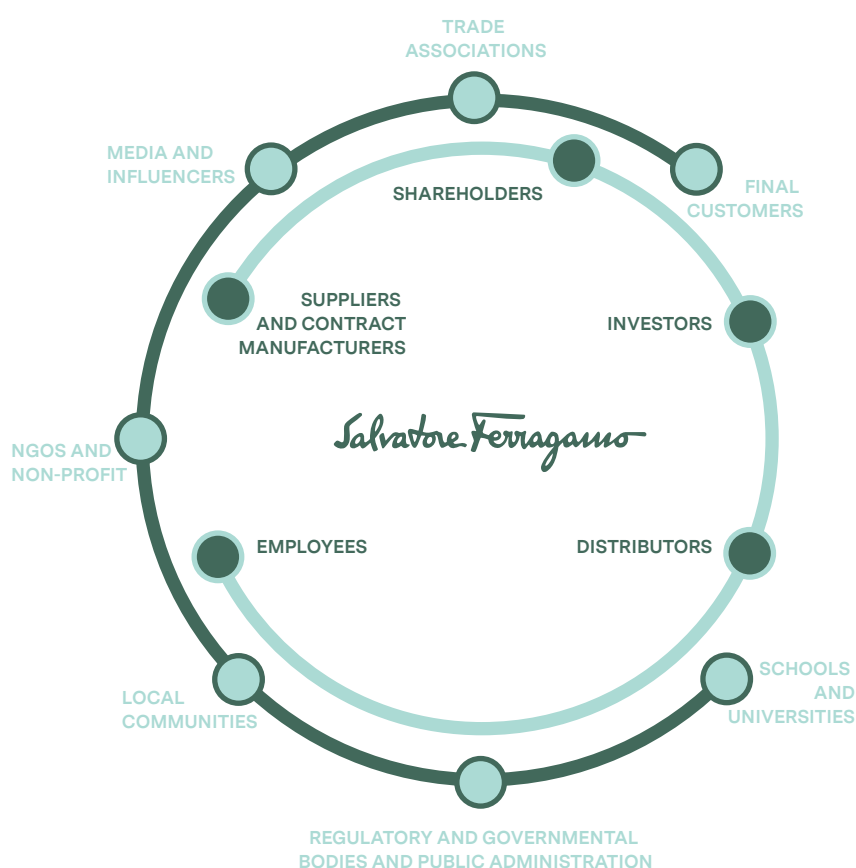 TRADE
ASSOCIATIONS
MEDIA AND
INFLUENCERS
FINAL
CUSTOMERS
SHAREHOLDERS
SUPPLIERS
AND CONTRACT
MANUFACTURERS
INVESTORS
Salvatore Ferragamo
NGOS AND
NON-PROFIT
EMPLOYEES
DISTRIBUTORS
SCHOOLS
AND
UNIVERSITIES
LOCAL
COMMUNITIES
REGULATORY AND GOVERNMENTAL
BODIES AND PUBLIC ADMINISTRATION